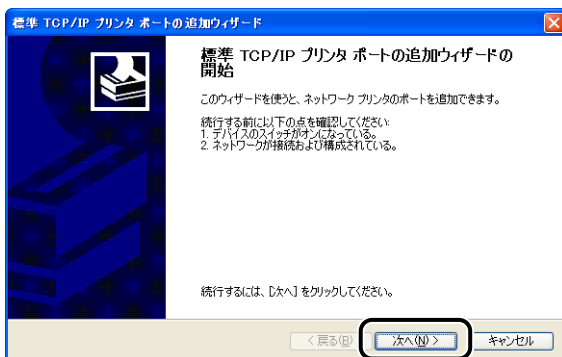 標準 TCP/IP プリンタ ポートの追加ウィザード
標準 TCP/IP プリンタ ポートの追加ウィザードの
開始
このウィザードを使うと、ネットワーク プリンタのポートを追加できます。
続行する前に以下の点を確認してください:
1. デバイスのスイッチがオンになっている。
2. ネットワークが接続および構成されている。
続行するには、[次へ] をクリックしてください。
< 戻る(B)
次へ(N) >
キャンセル